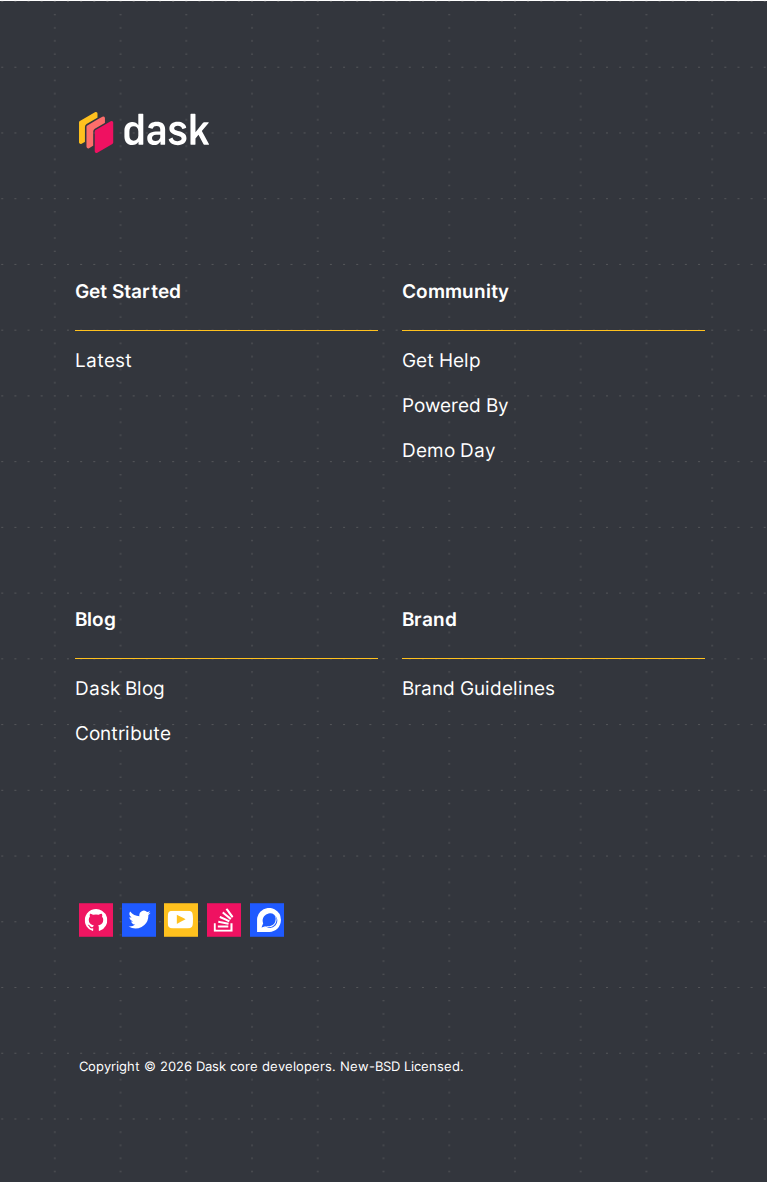 dask
Get Started
Latest
Community
Get Help
Powered By
Demo Day
Blog
Dask Blog
Contribute
Brand
Brand Guidelines
Copyright © 2026 Dask core developers. New-BSD Licensed.